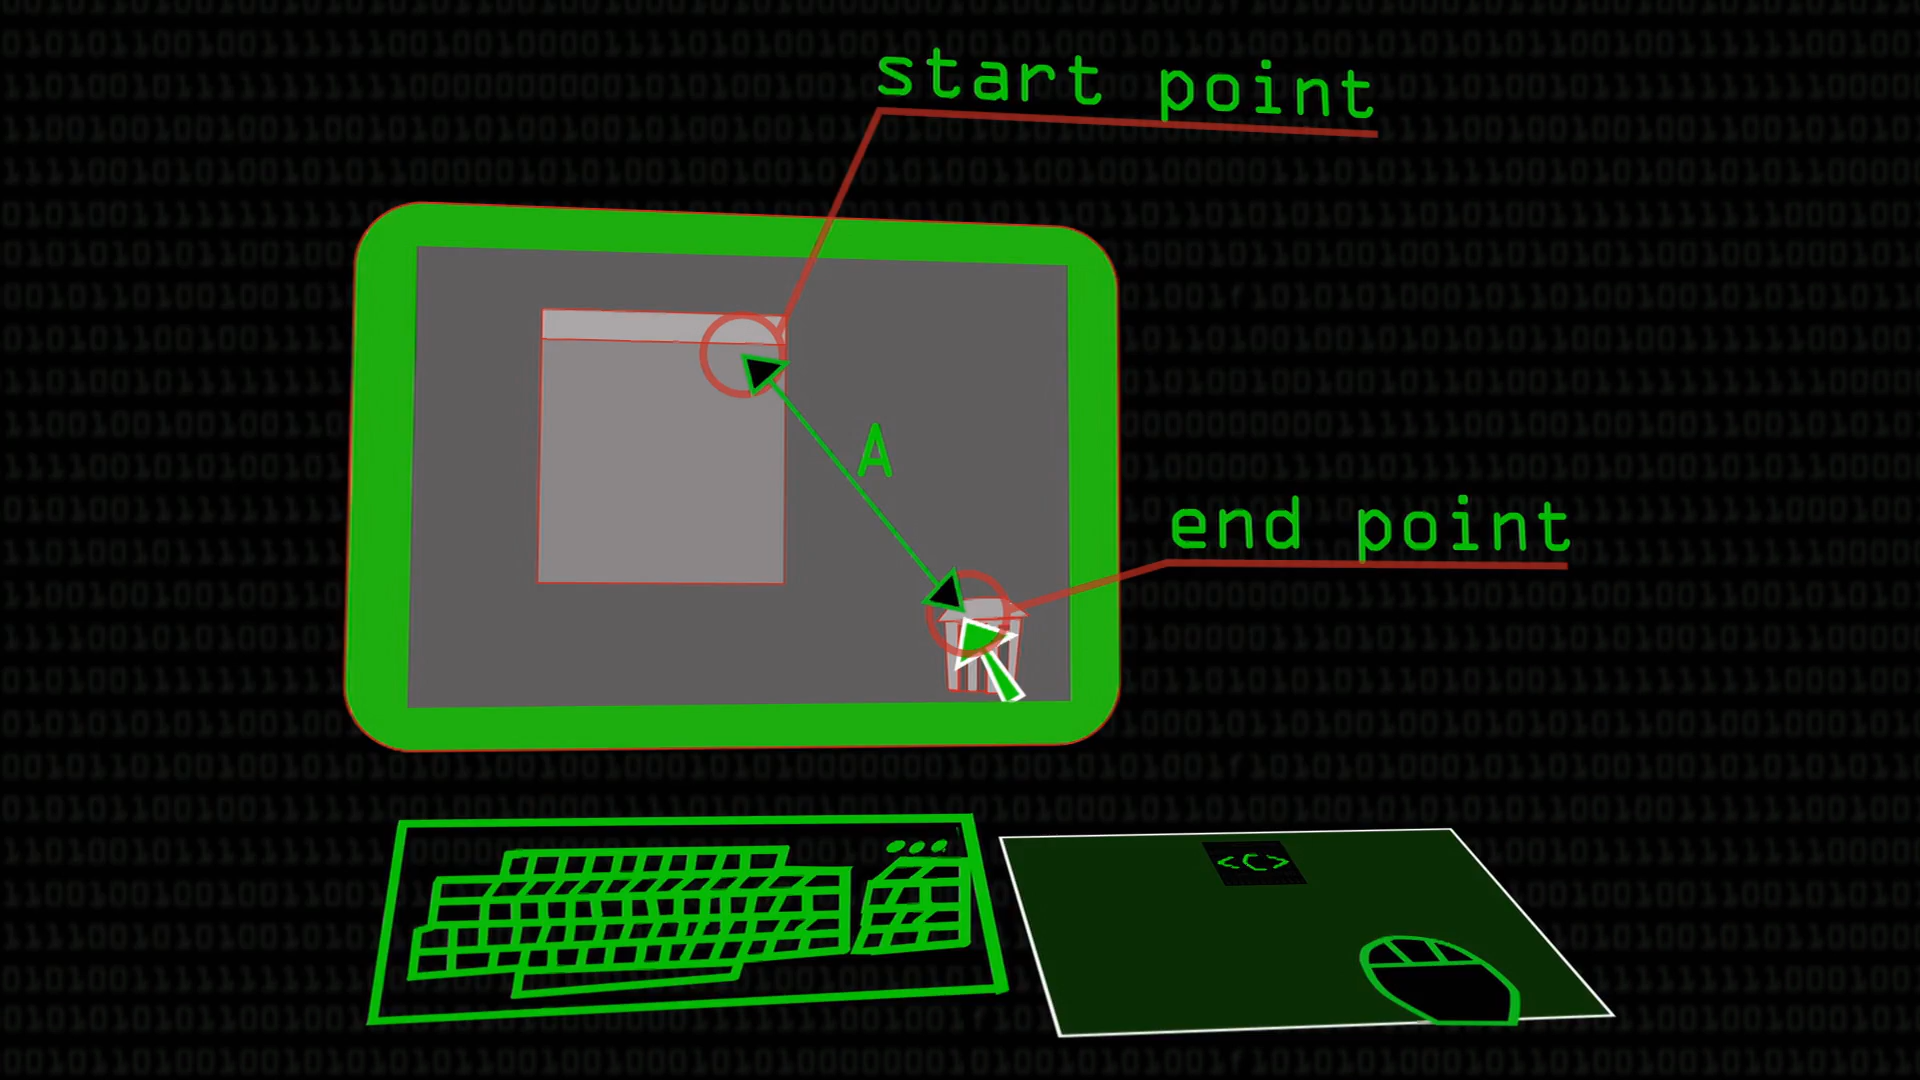 start point
A
end point
<C>